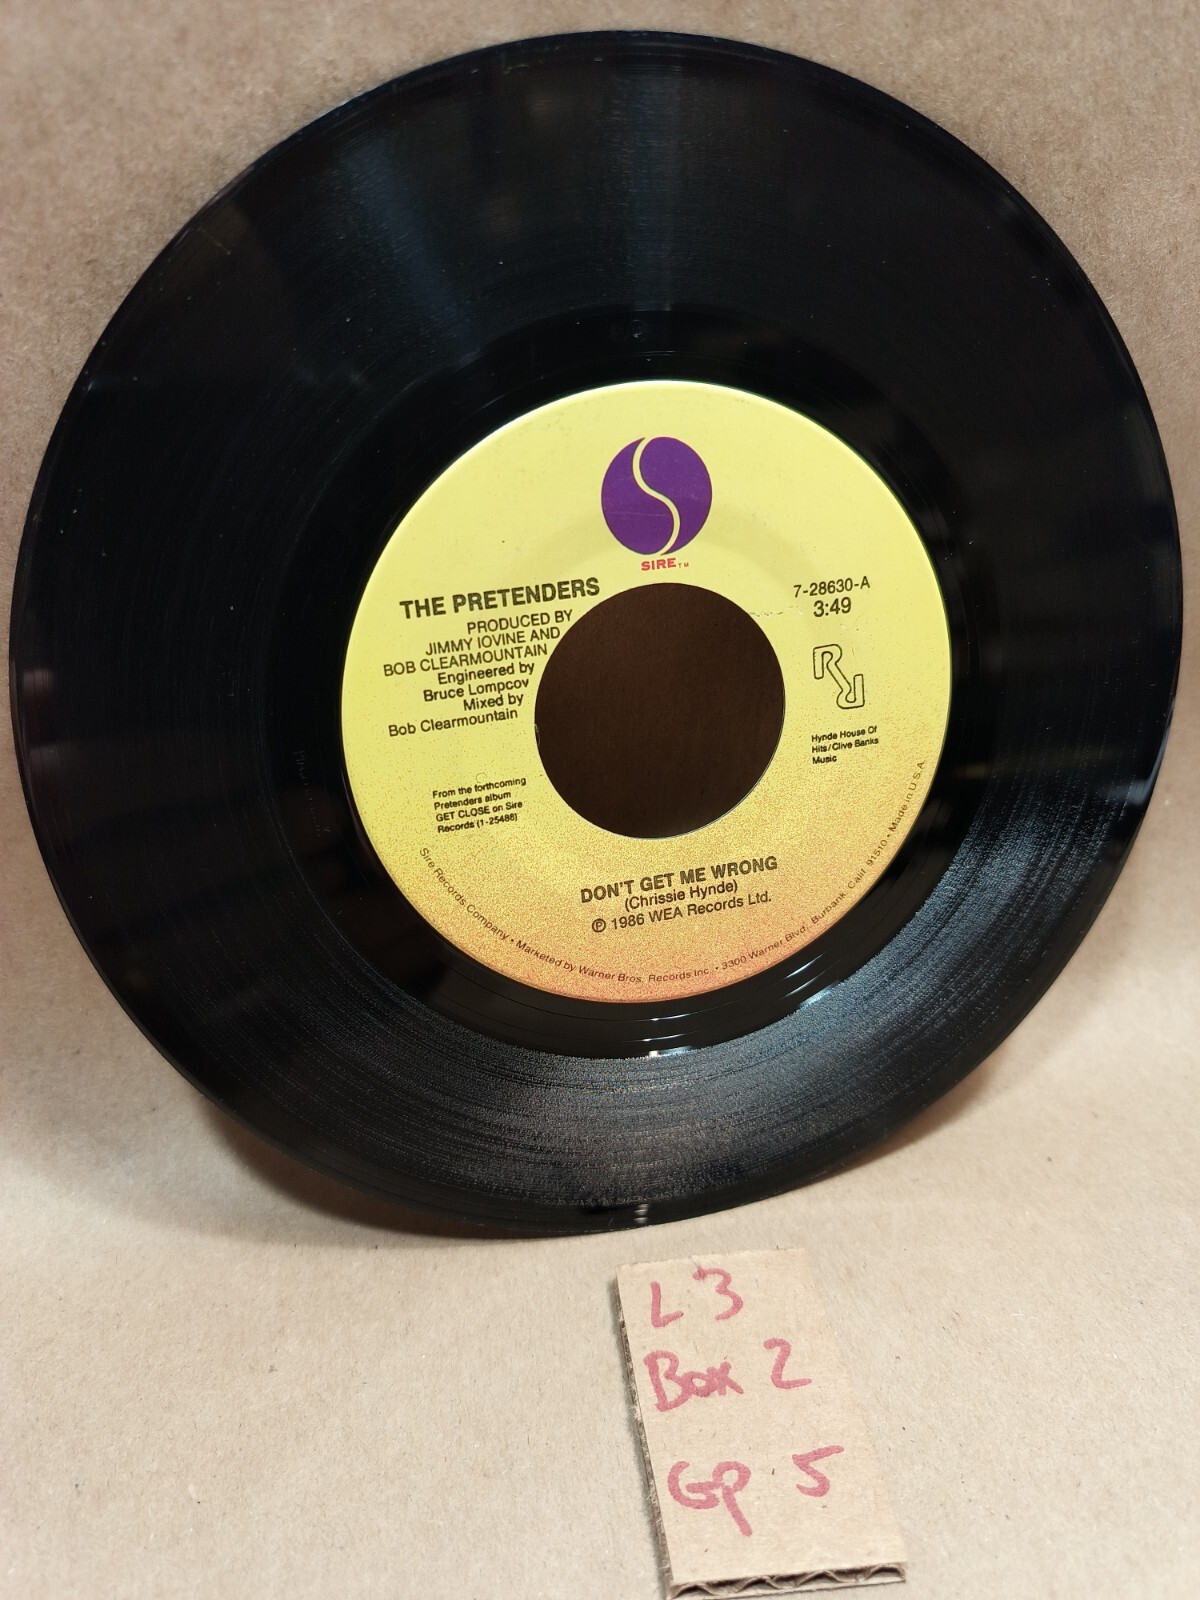 SIRE™
THE PRETENDERS
PRODUCED BY
JIMMY IOVINE AND
BOB CLEARMOUNTAIN
Engineered by
Bruce Lompcov
Mixed by
Bob Clearmountain
7-28630-A
3:49
Hynde House Of
Hits/Clive Banks
Music
From the forthcoming
Pretenders album
GET CLOSE on Sire
Records (1-25488)
DON'T GET ME WRONG
(Chrissie Hynde)
℗ 1986 WEA Records Ltd.
Sire Records Company • Marketed by Warner Bros. Records Inc. • 3300 Warner Blvd., Burbank, Calif. 91510 • Made in U.S.A.
L 3
Box 2
Gp 5